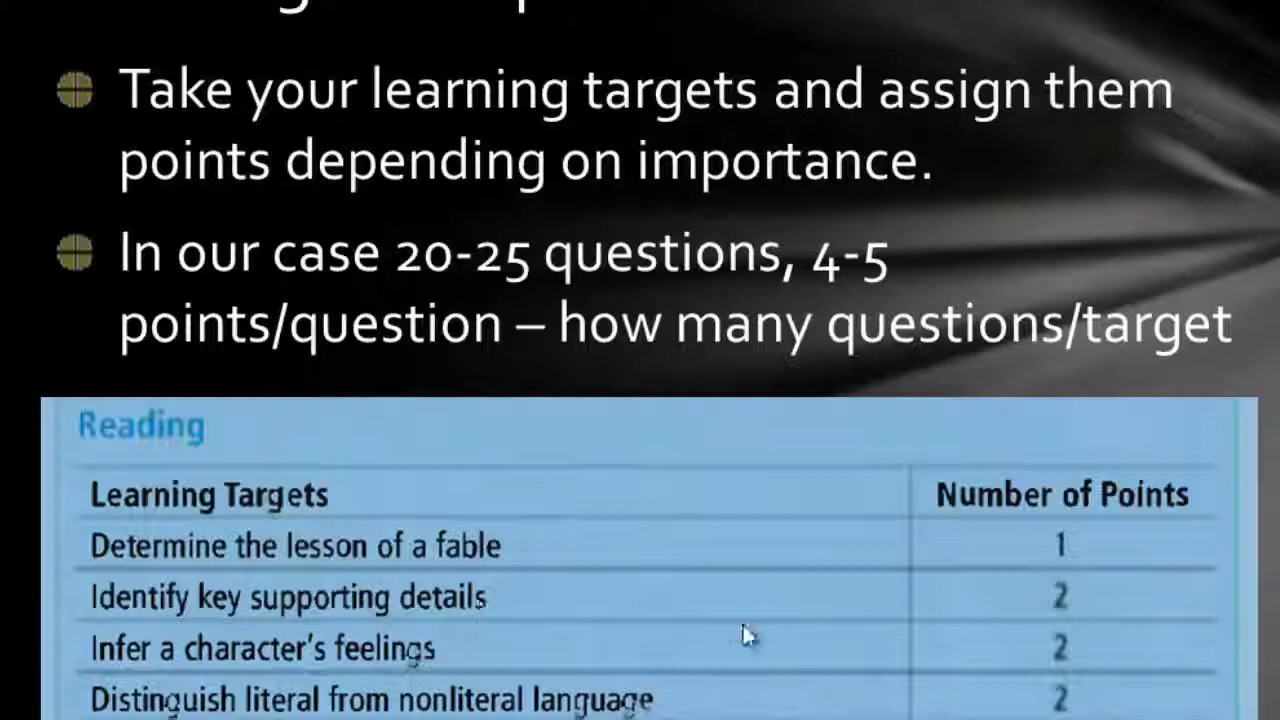 Take your learning targets and assign them
points depending on importance.
In our case 20-25 questions, 4-5
points/question – how many questions/target
Reading
Learning Targets Number of Points
Determine the lesson of a fable 1
Identify key supporting details 2
Infer a character's feelings 2
Distinguish literal from nonliteral language 2